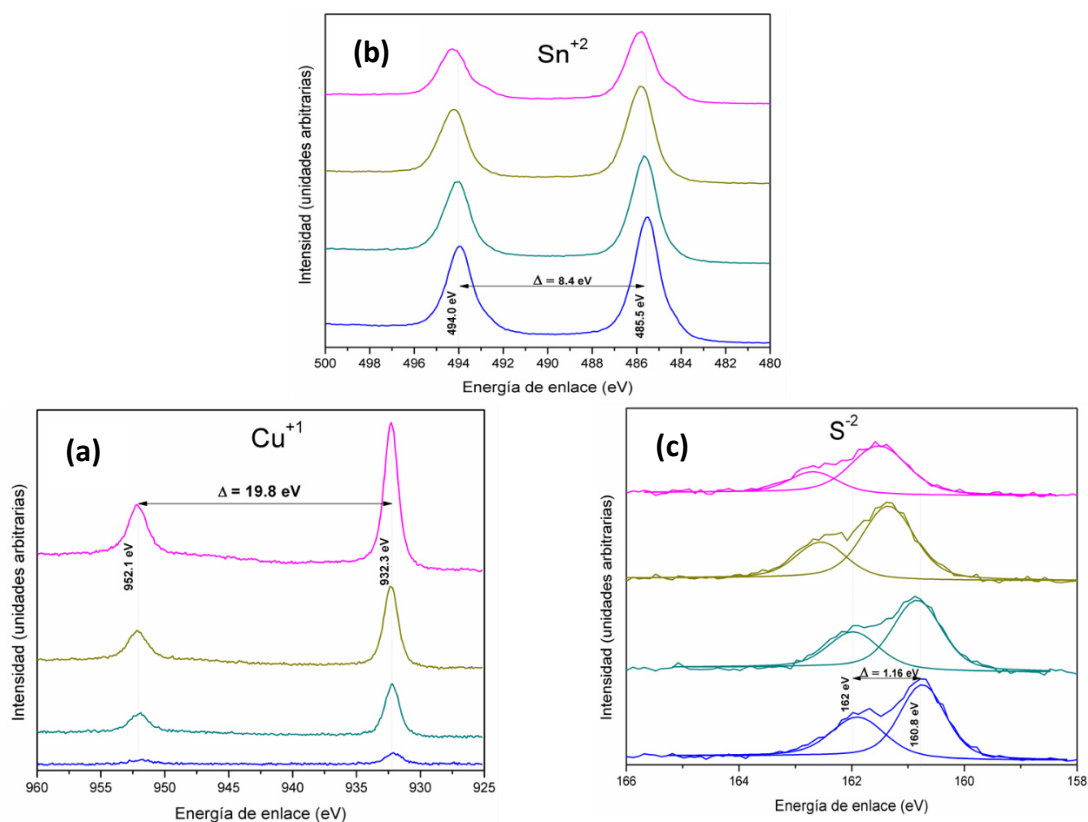 (b)
Sn+2
Intensidad (unidades arbitrarias)
Δ = 8.4 eV
494.0 eV
485.5 eV
500 498 496 494 492 490 488 486 484 482 480
Energía de enlace (eV)
(a)
Cu+1
Intensidad (unidades arbitrarias)
Δ = 19.8 eV
952.1 eV
932.3 eV
960 955 950 945 940 935 930 925
Energía de enlace (eV)
(c)
S-2
Intensidad (unidades arbitrarias)
Δ = 1.16 eV
162 eV
160.8 eV
166 164 162 160 158
Energía de enlace (eV)